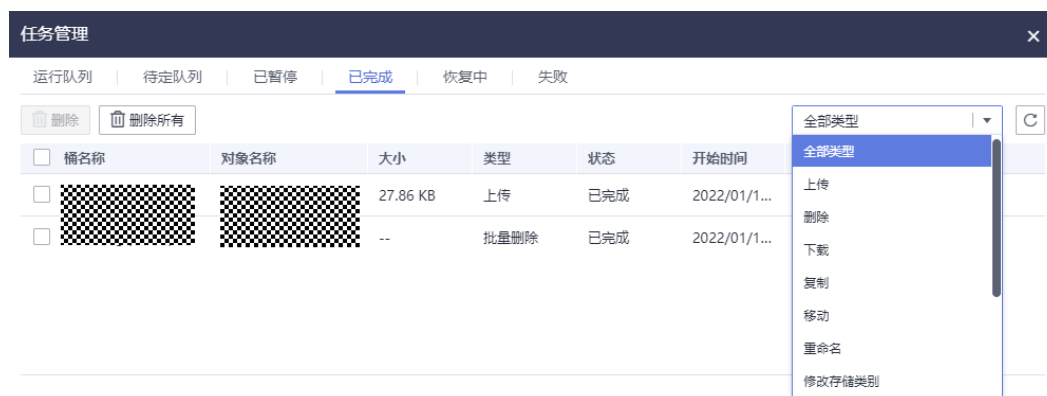 任务管理
运行队列 待定队列 已暂停 已完成 恢复中 失败
删除 删除所有 全部类型
桶名称 对象名称 大小 类型 状态 开始时间 全部类型
27.86 KB 上传 已完成 2022/01/1... 上传
删除
-- 批量删除 已完成 2022/01/1... 下载
复制
移动
重命名
修改存储类别